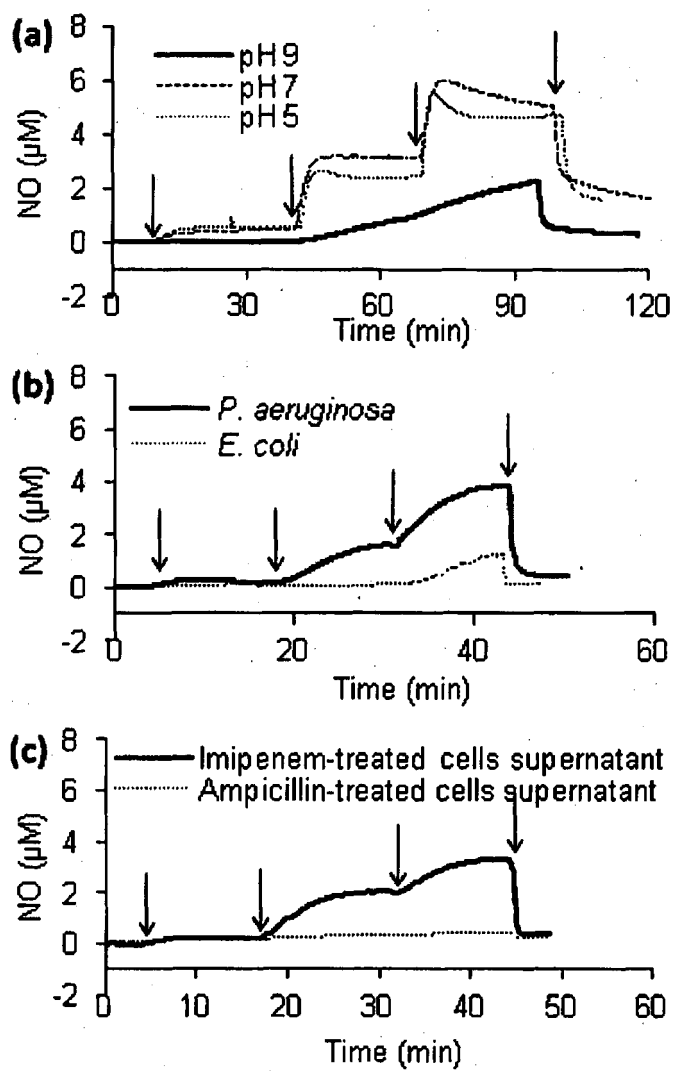 (a)
8
6
4
2
0
-2
NO (µM)
pH9
pH7
pH5
0 30 60 90 120
Time (min)
(b)
8
6
4
2
0
-2
NO (µM)
P. aeruginosa
E. coli
0 20 40 60
Time (min)
(c)
8
6
4
2
0
-2
NO (µM)
Imipenem-treated cells supernatant
Ampicillin-treated cells supernatant
0 10 20 30 40 50 60
Time (min)